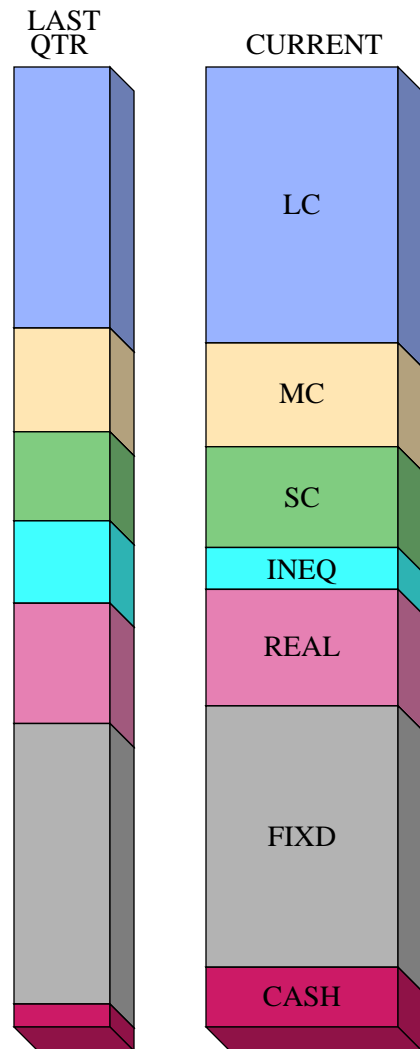 LAST
QTR
CURRENT
LC
MC
SC
INEQ
REAL
FIXD
CASH